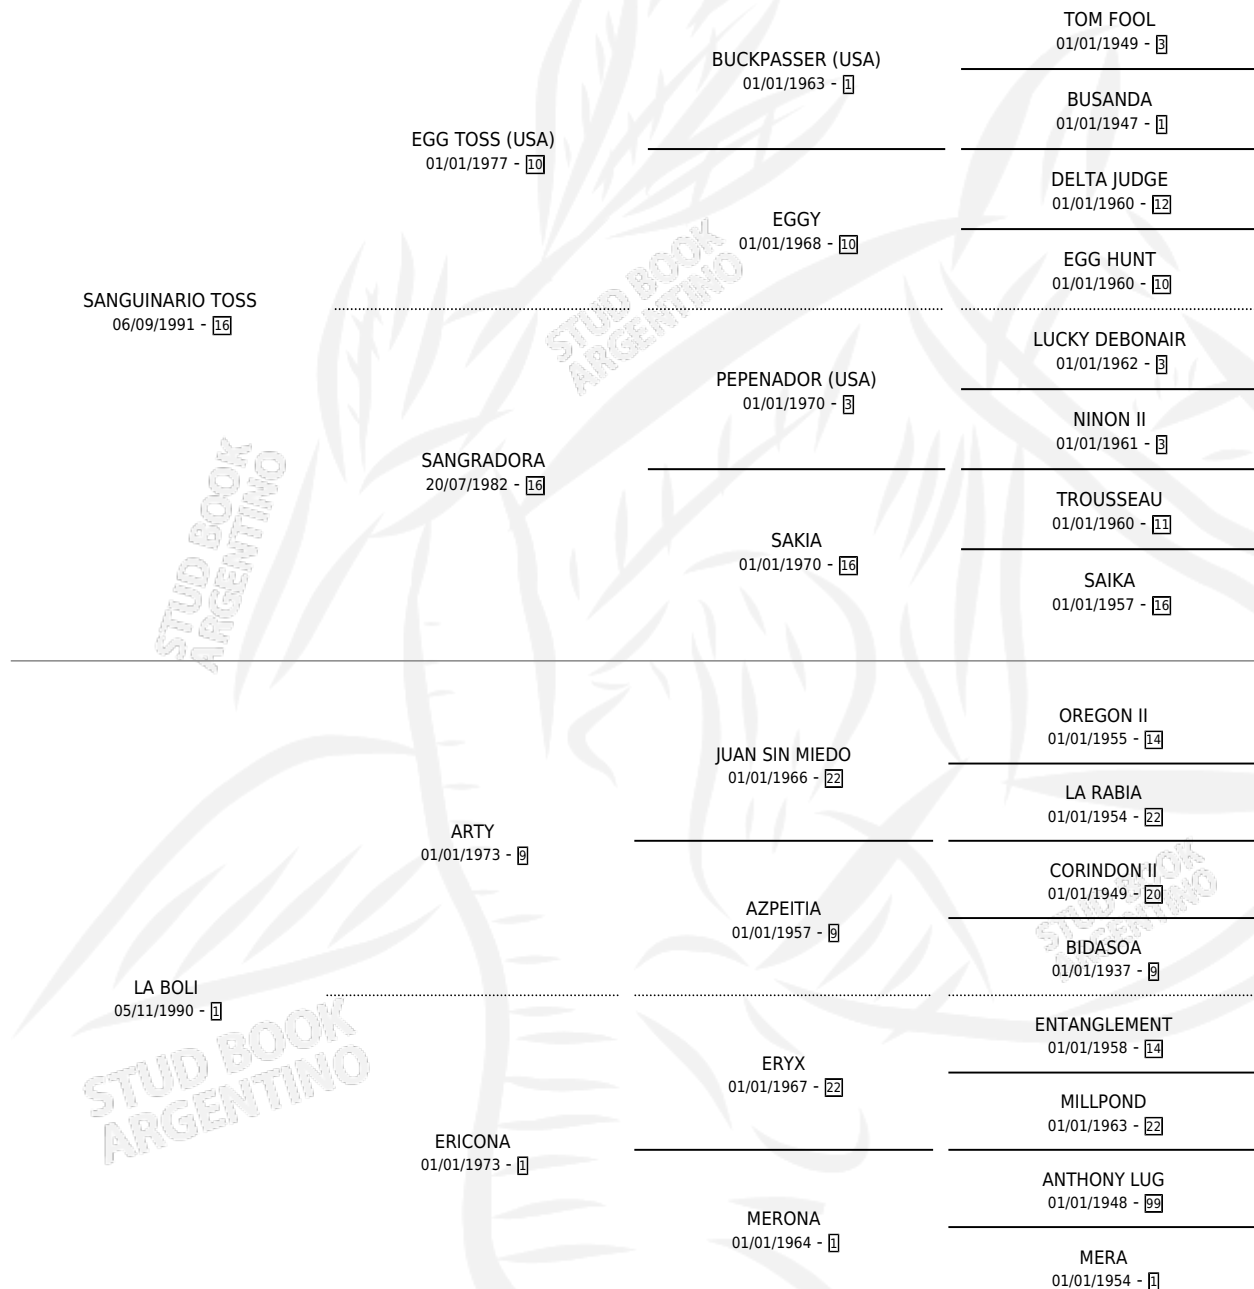 TOM FOOL
01/01/1949 - 3
BUCKPASSER (USA)
01/01/1963 - 1
BUSANDA
01/01/1947 - 1
EGG TOSS (USA)
01/01/1977 - 10
DELTA JUDGE
01/01/1960 - 12
EGGY
01/01/1968 - 10
EGG HUNT
01/01/1960 - 10
SANGUINARIO TOSS
06/09/1991 - 16
LUCKY DEBONAIR
01/01/1962 - 3
PEPENADOR (USA)
01/01/1970 - 3
NINON II
01/01/1961 - 3
SANGRADORA
20/07/1982 - 16
TROUSSEAU
01/01/1960 - 11
SAKIA
01/01/1970 - 16
SAIKA
01/01/1957 - 16
OREGON II
01/01/1955 - 14
JUAN SIN MIEDO
01/01/1966 - 22
LA RABIA
01/01/1954 - 22
ARTY
01/01/1973 - 9
CORINDON II
01/01/1949 - 20
AZPEITIA
01/01/1957 - 9
BIDASOA
01/01/1937 - 9
LA BOLI
05/11/1990 - 1
ENTANGLEMENT
01/01/1958 - 14
ERYX
01/01/1967 - 22
MILLPOND
01/01/1963 - 22
ERICONA
01/01/1973 - 1
ANTHONY LUG
01/01/1948 - 99
MERONA
01/01/1964 - 1
MERA
01/01/1954 - 1
STUD BOOK
ARGENTINO
STUD BOOK
ARGENTINO
STUD BOOK
ARGENTINO
STUD BOOK
ARGENTINO